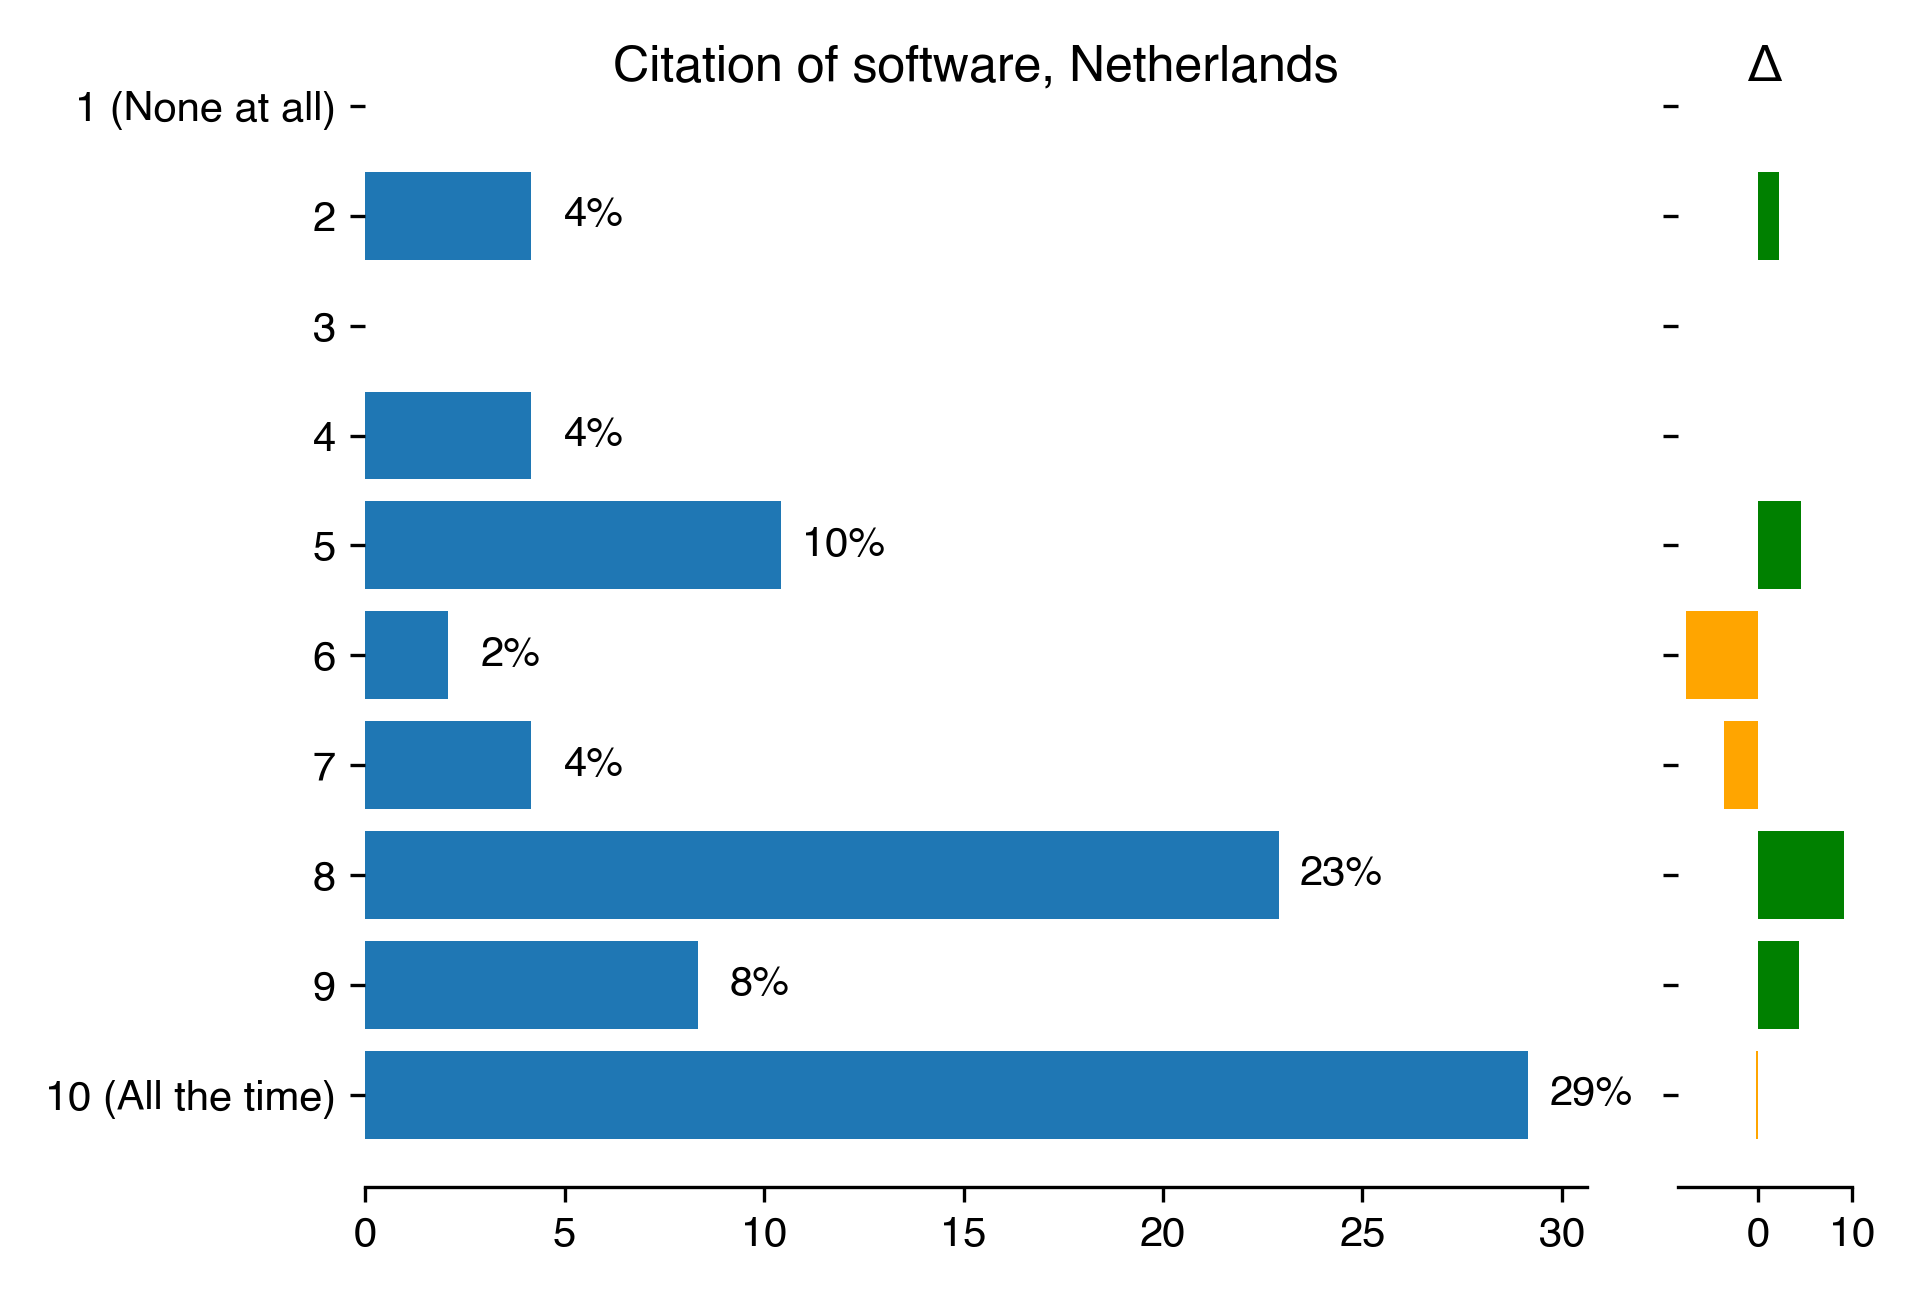 Citation of software, Netherlands Δ
1 (None at all)
2 4%
3
4 4%
5 10%
6 2%
7 4%
8 23%
9 8%
10 (All the time) 29%
0 5 10 15 20 25 30 0 10